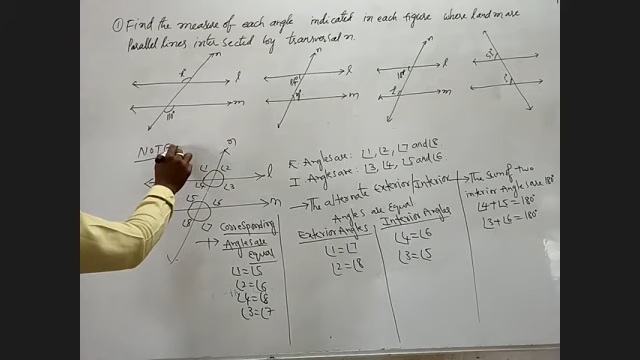 ① Find the measure of each angle indicated in each figure where l and m are
Parallel lines intersected by transversal n.
n l m 110°
n l m
n l m
NOTE
n l m
∠1 ∠2 ∠4 ∠3
∠5 ∠6 ∠8 ∠7
Corresponding
Angles are
equal
∠1=∠5
∠2=∠6
∠4=∠8
∠3=∠7
E. Angles are: ∠1, ∠2, ∠7 and ∠8
I Angles are: ∠3, ∠4, ∠5 and ∠6
→ The alternate Exterior/Interior
Angles are Equal
Exterior Angles
∠1=∠7
∠2=∠8
Interior Angles
∠4=∠6
∠3=∠5
→ The sum of two
interior Angles are 180°
∠4+∠5=180°
∠3+∠6=180°